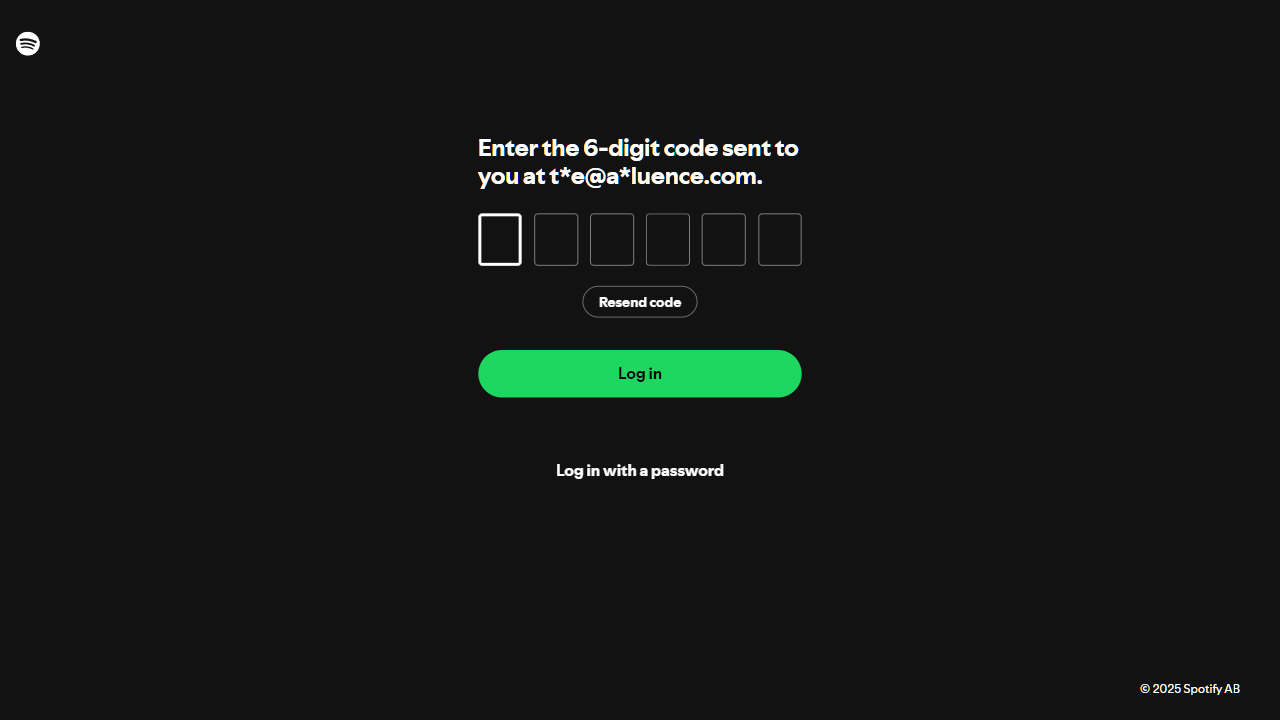 Enter the 6-digit code sent to
you at t*e@a*luence.com.
Resend code
Log in
Log in with a password
© 2025 Spotify AB